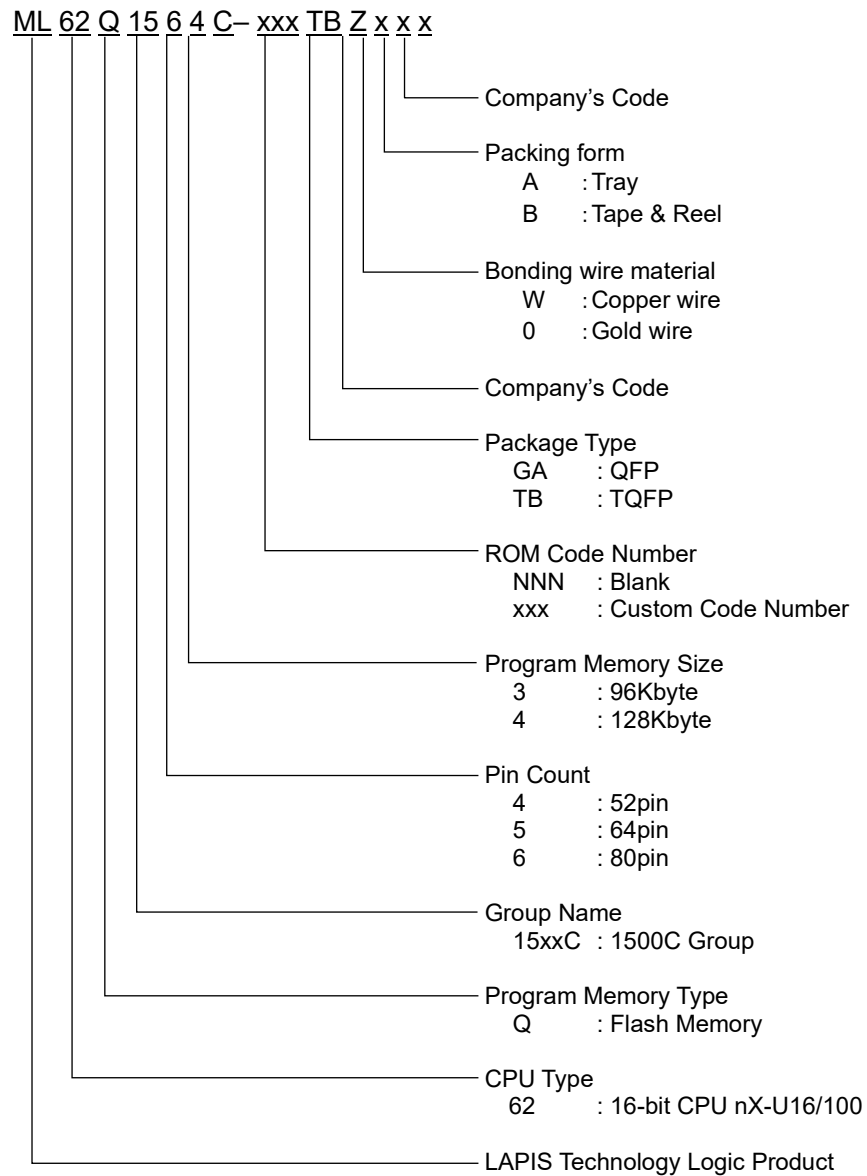 ML 62 Q 15 6 4 C– xxx TB Z x x x
Company's Code
Packing form
A : Tray
B : Tape & Reel
Bonding wire material
W : Copper wire
0 : Gold wire
Company's Code
Package Type
GA : QFP
TB : TQFP
ROM Code Number
NNN : Blank
xxx : Custom Code Number
Program Memory Size
3 : 96Kbyte
4 : 128Kbyte
Pin Count
4 : 52pin
5 : 64pin
6 : 80pin
Group Name
15xxC : 1500C Group
Program Memory Type
Q : Flash Memory
CPU Type
62 : 16-bit CPU nX-U16/100
LAPIS Technology Logic Product